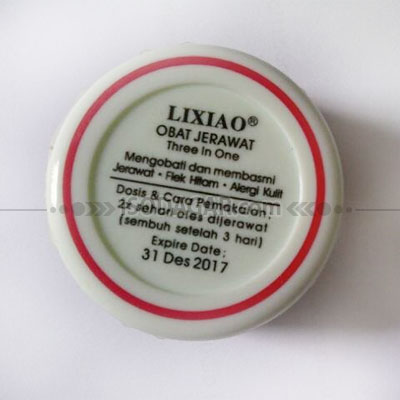 LIXIAO®
OBAT JERAWAT
Three In One
Mengobati dan membasmi
Jerawat • Flek Hitam • Alergi Kulit
Dosis & Cara Pemakaian:
2x sehari oles dijerawat
(sembuh setelah 3 hari)
Expire Date:
31 Des 2017